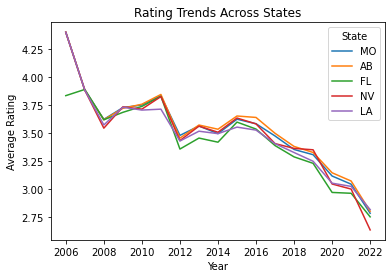 Rating Trends Across States
State
MO
AB
FL
NV
LA
Average Rating
4.25
4.00
3.75
3.50
3.25
3.00
2.75
2006 2008 2010 2012 2014 2016 2018 2020 2022
Year